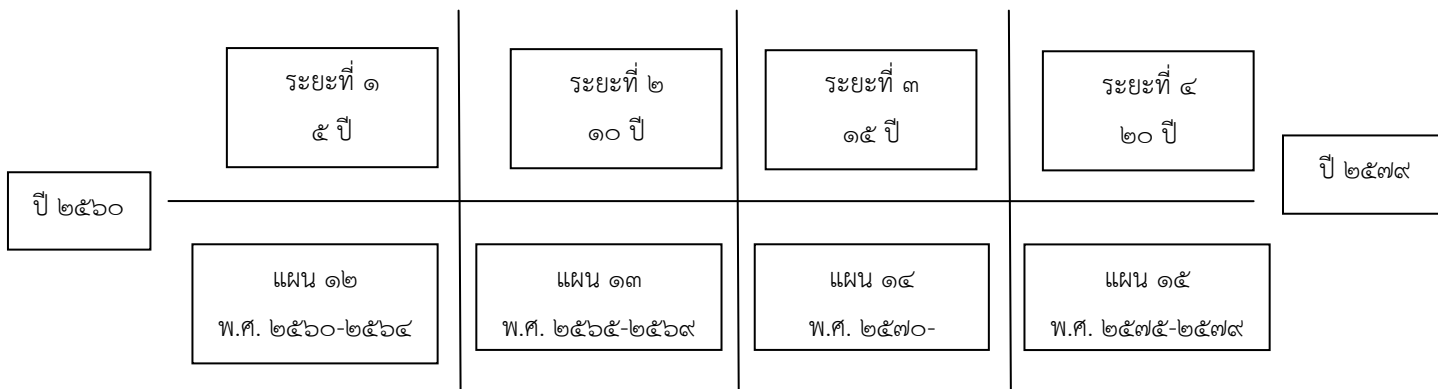 ระยะที่ ๑
๕ ปี
ระยะที่ ๒
๑๐ ปี
ระยะที่ ๓
๑๕ ปี
ระยะที่ ๔
๒๐ ปี
ปี ๒๕๖๐
ปี ๒๕๗๙
แผน ๑๒
พ.ศ. ๒๕๖๐-๒๕๖๔
แผน ๑๓
พ.ศ. ๒๕๖๕-๒๕๖๙
แผน ๑๔
พ.ศ. ๒๕๗๐-
แผน ๑๕
พ.ศ. ๒๕๗๕-๒๕๗๙